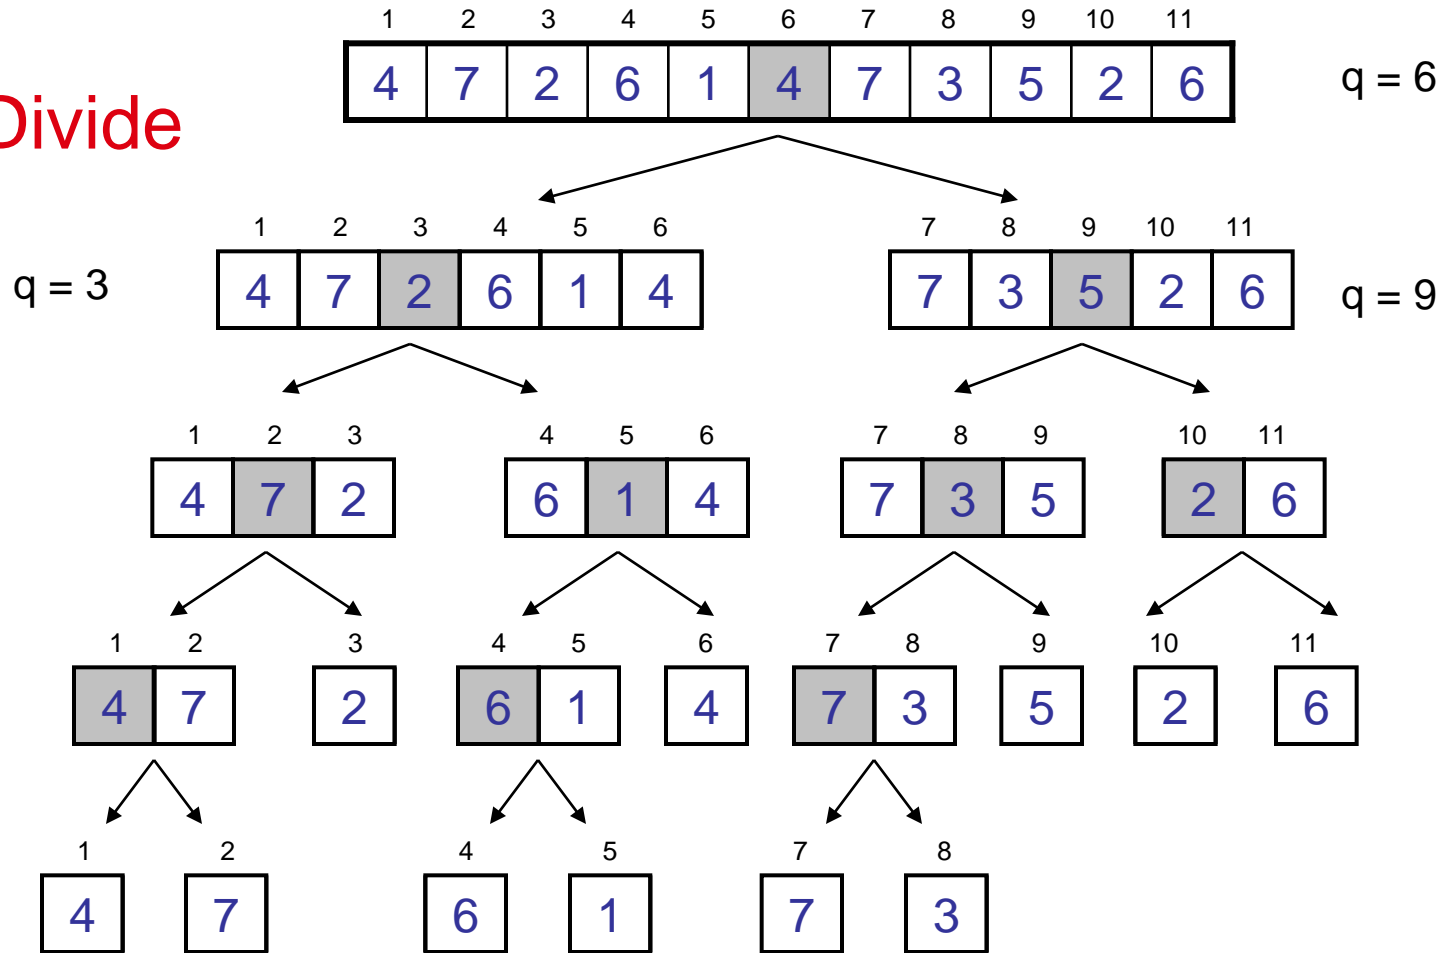 1 2 3 4 5 6 7 8 9 10 11
4 7 2 6 1 4 7 3 5 2 6 q = 6
Divide
1 2 3 4 5 6 7 8 9 10 11
q = 3 4 7 2 6 1 4 7 3 5 2 6 q = 9
1 2 3 4 5 6 7 8 9 10 11
4 7 2 6 1 4 7 3 5 2 6
1 2 3 4 5 6 7 8 9 10 11
4 7 2 6 1 4 7 3 5 2 6
1 2 4 5 7 8
4 7 6 1 7 3